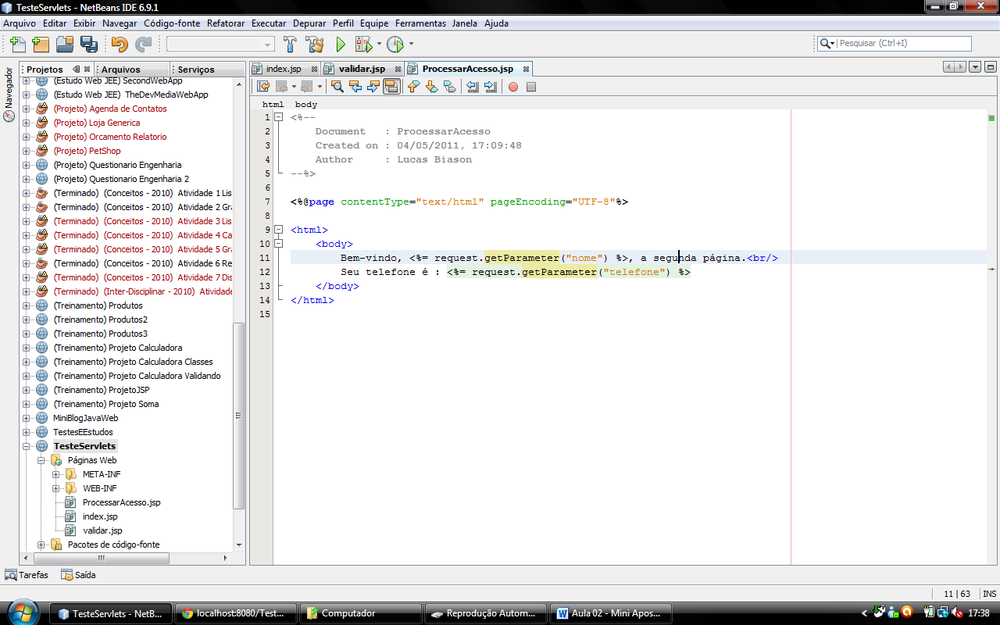 TesteServlets - NetBeans IDE 6.9.1
Arquivo Editar Exibir Navegar Código-fonte Refatorar Executar Depurar Perfil Equipe Ferramentas Janela Ajuda
Pesquisar (Ctrl+I)
Navegador
Projetos Arquivos Serviços
(Estudo Web JEE) SecondWebApp
(Estudo Web JEE) TheDevMediaWebApp
(Projeto) Agenda de Contatos
(Projeto) Loja Generica
(Projeto) Orcamento Relatorio
(Projeto) PetShop
(Projeto) Questionario Engenharia
(Projeto) Questionario Engenharia 2
(Terminado) (Conceitos - 2010) Atividade 1 Lis
(Terminado) (Conceitos - 2010) Atividade 2 Gra
(Terminado) (Conceitos - 2010) Atividade 3 Lis
(Terminado) (Conceitos - 2010) Atividade 4 Ca
(Terminado) (Conceitos - 2010) Atividade 5 Gra
(Terminado) (Conceitos - 2010) Atividade 6 Re
(Terminado) (Conceitos - 2010) Atividade 7 Dis
(Terminado) (Inter-Disciplinar - 2010) Atividade
(Treinamento) Produtos
(Treinamento) Produtos2
(Treinamento) Produtos3
(Treinamento) Projeto Calculadora
(Treinamento) Projeto Calculadora Classes
(Treinamento) Projeto Calculadora Validando
(Treinamento) ProjetoJSP
(Treinamento) Projeto Soma
MiniBlogJavaWeb
TestesEEstudos
TesteServlets
Páginas Web
META-INF
WEB-INF
ProcessarAcesso.jsp
index.jsp
validar.jsp
Pacotes de código-fonte
index.jsp validar.jsp ProcessarAcesso.jsp
html body
1 <%--
2 Document : ProcessarAcesso
3 Created on : 04/05/2011, 17:09:48
4 Author : Lucas Biason
5 --%>
6
7 <%@page contentType="text/html" pageEncoding="UTF-8"%>
8
9 <html>
10 <body>
11 Bem-vindo, <%= request.getParameter("nome") %>, a segunda página.<br/>
12 Seu telefone é : <%= request.getParameter("telefone") %>
13 </body>
14 </html>
15
Tarefas Saída
11 | 63 INS
TesteServlets - NetB... localhost:8080/Test... Computador Reprodução Autom... Aula 02 - Mini Apos... 17:38